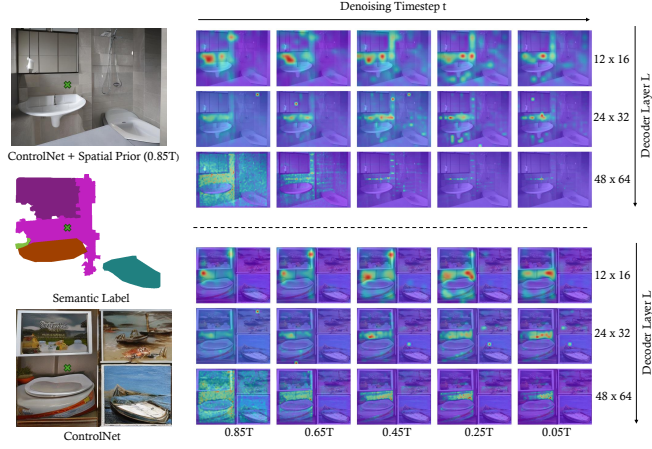 Denoising Timestep t
12 x 16
24 x 32
48 x 64
Decoder Layer L
ControlNet + Spatial Prior (0.85T)
Semantic Label
12 x 16
24 x 32
48 x 64
Decoder Layer L
ControlNet
0.85T 0.65T 0.45T 0.25T 0.05T